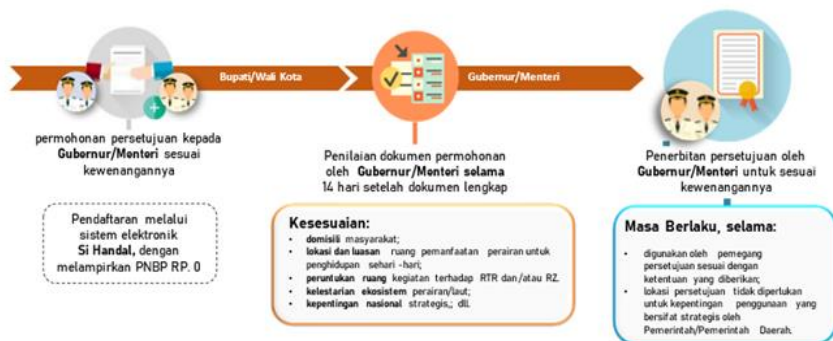 Bupati/Wali Kota
Gubernur/Menteri
permohonan persetujuan kepada
Gubernur/Menteri sesuai
kewenangannya
Pendaftaran melalui
sistem elektronik
Si Handal, dengan
melampirkan PNBP RP. 0
Penilaian dokumen permohonan
oleh Gubernur/Menteri selama
14 hari setelah dokumen lengkap
Kesesuaian:
• domisili masyarakat;
• lokasi dan luasan ruang pemanfaatan perairan untuk
penghidupan sehari -hari;
• peruntukan ruang kegiatan terhadap RTR dan /atau RZ.
• kelestarian ekosistem perairan/laut;
• kepentingan nasional strategis,; dll.
Penerbitan persetujuan oleh
Gubernur/Menteri untuk sesuai
kewenangannya
Masa Berlaku, selama:
• digunakan oleh pemegang
persetujuan sesuai dengan
ketentuan yang diberikan;
• lokasi persetujuan tidak diperlukan
untuk kepentingan penggunaan yang
bersifat strategis oleh
Pemerintah/Pemerintah Daerah.